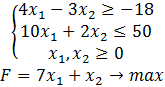 4x₁ − 3x₂ ≥ −18
10x₁ + 2x₂ ≤ 50
x₁, x₂ ≥ 0
F = 7x₁ + x₂ → max